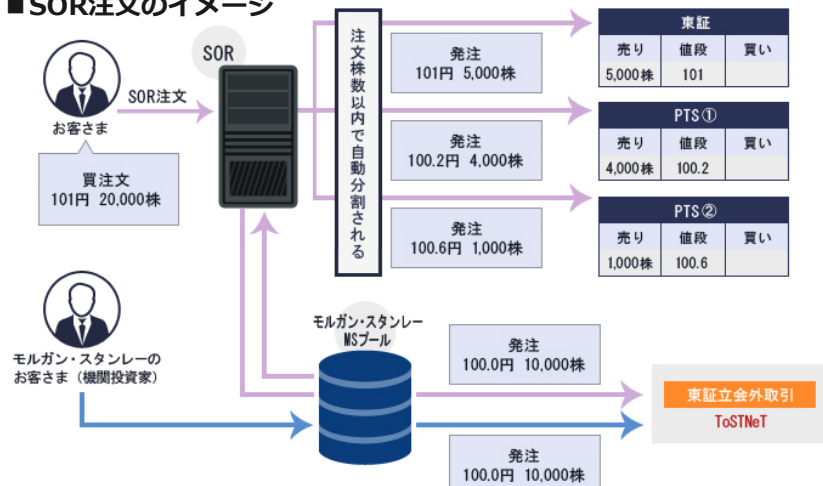 ■SOR注文のイメージ
お客さま
SOR注文
買注文
101円 20,000株
SOR
注文株数以内で自動分割される
発注
101円 5,000株
発注
100.2円 4,000株
発注
100.6円 1,000株
東証
売り 値段 買い
5,000株 101
PTS①
売り 値段 買い
4,000株 100.2
PTS②
売り 値段 買い
1,000株 100.6
モルガン・スタンレーの
お客さま（機関投資家）
モルガン・スタンレー
MSプール
発注
100.0円 10,000株
発注
100.0円 10,000株
東証立会外取引
ToSTNeT